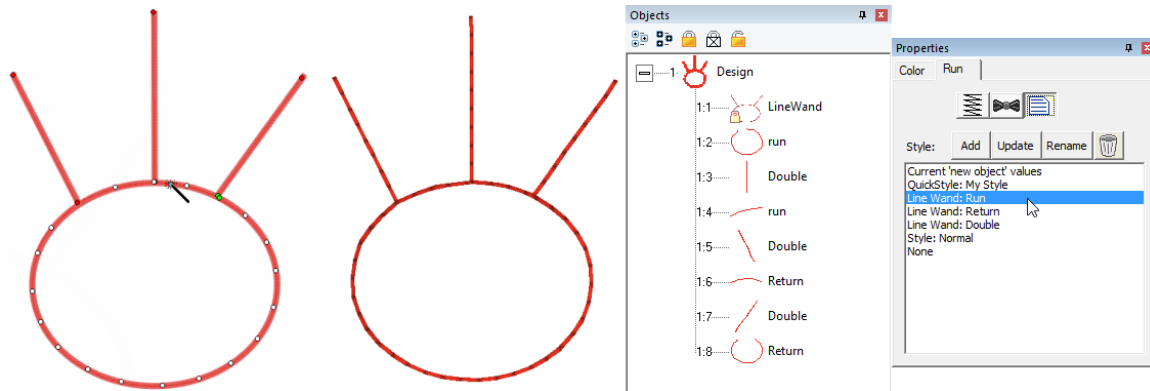 Objects
1
Design
1:1 LineWand
1:2 run
1:3 Double
1:4 run
1:5 Double
1:6 Return
1:7 Double
1:8 Return
Properties
Color Run
Style: Add Update Rename
Current 'new object' values
QuickStyle: My Style
Line Wand: Run
Line Wand: Return
Line Wand: Double
Style: Normal
None